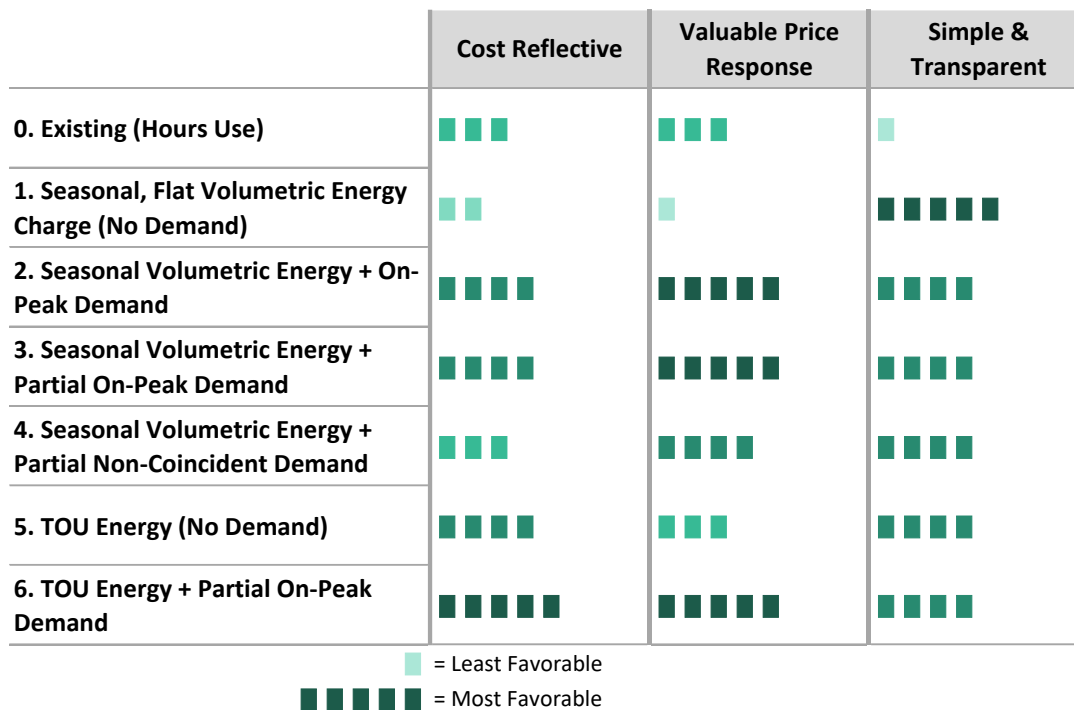 Cost Reflective
Valuable Price
Response
Simple &
Transparent
0. Existing (Hours Use)
1. Seasonal, Flat Volumetric Energy
Charge (No Demand)
2. Seasonal Volumetric Energy + On-
Peak Demand
3. Seasonal Volumetric Energy +
Partial On-Peak Demand
4. Seasonal Volumetric Energy +
Partial Non-Coincident Demand
5. TOU Energy (No Demand)
6. TOU Energy + Partial On-Peak
Demand
= Least Favorable
= Most Favorable